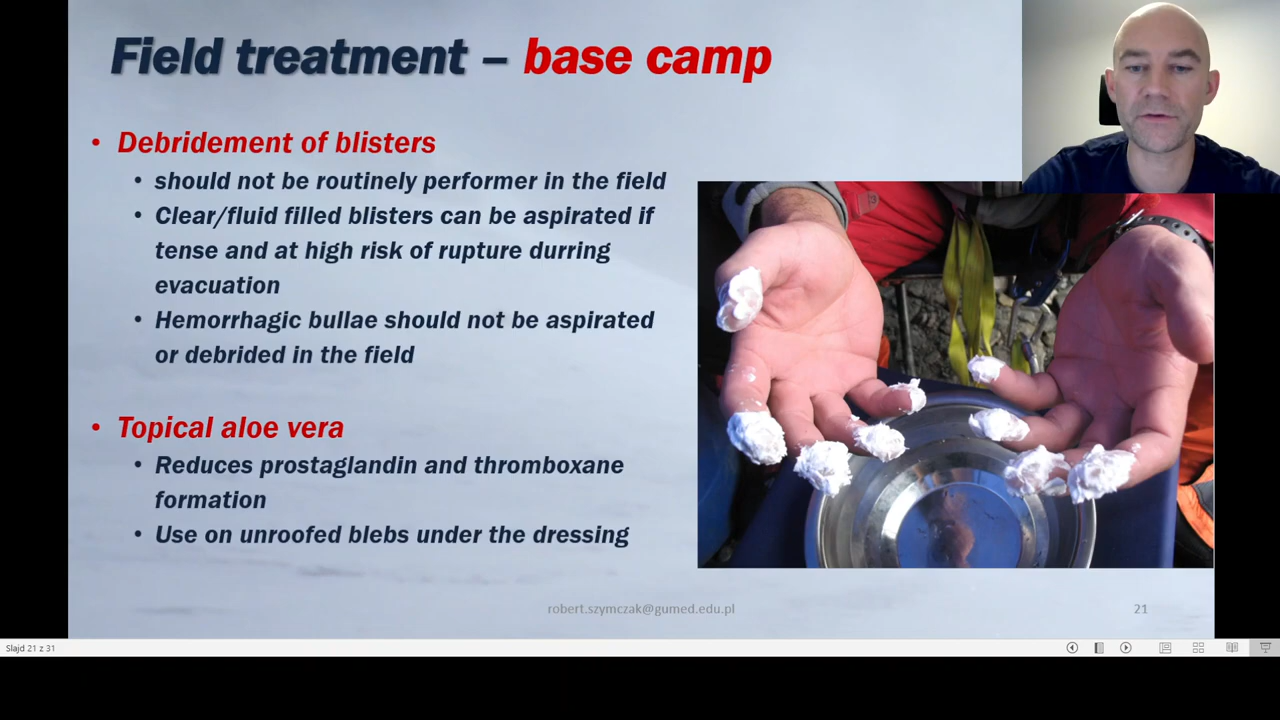 Field treatment – base camp
• Debridement of blisters
• should not be routinely performer in the field
• Clear/fluid filled blisters can be aspirated if
tense and at high risk of rupture durring
evacuation
• Hemorrhagic bullae should not be aspirated
or debrided in the field
• Topical aloe vera
• Reduces prostaglandin and thromboxane
formation
• Use on unroofed blebs under the dressing
robert.szymczak@gumed.edu.pl
21
Slajd 21 z 31